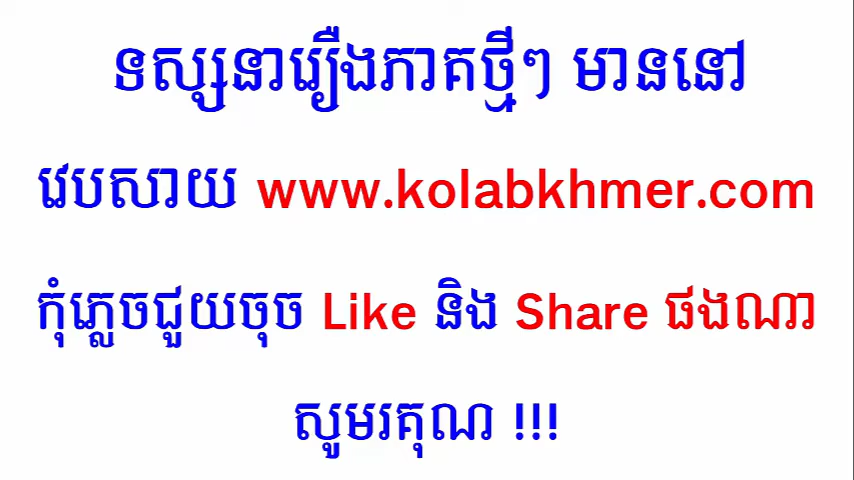 ទស្សនារឿងភាគថ្មីៗ មាននៅ
វេបសាយ www.kolabkhmer.com
កុំភ្លេចជួយចុច Like និង Share ផងណា
សូមរគុណ !!!